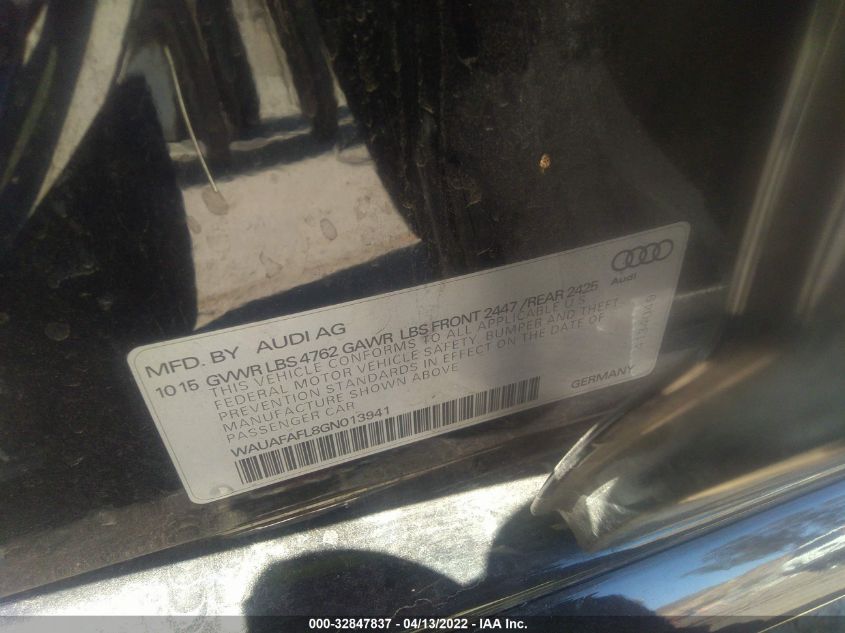 Audi
MFD. BY AUDI AG
10 15 GVWR LBS 4762 GAWR LBS FRONT 2447 /REAR 2425
THIS VEHICLE CONFORMS TO ALL APPLICABLE U.S.
FEDERAL MOTOR VEHICLE SAFETY, BUMPER AND THEFT
PREVENTION STANDARDS IN EFFECT ON THE DATE OF
MANUFACTURE SHOWN ABOVE
PASSENGER CAR
GERMANY
WAUAFAFL8GN013941
000-32847837 - 04/13/2022 - IAA Inc.